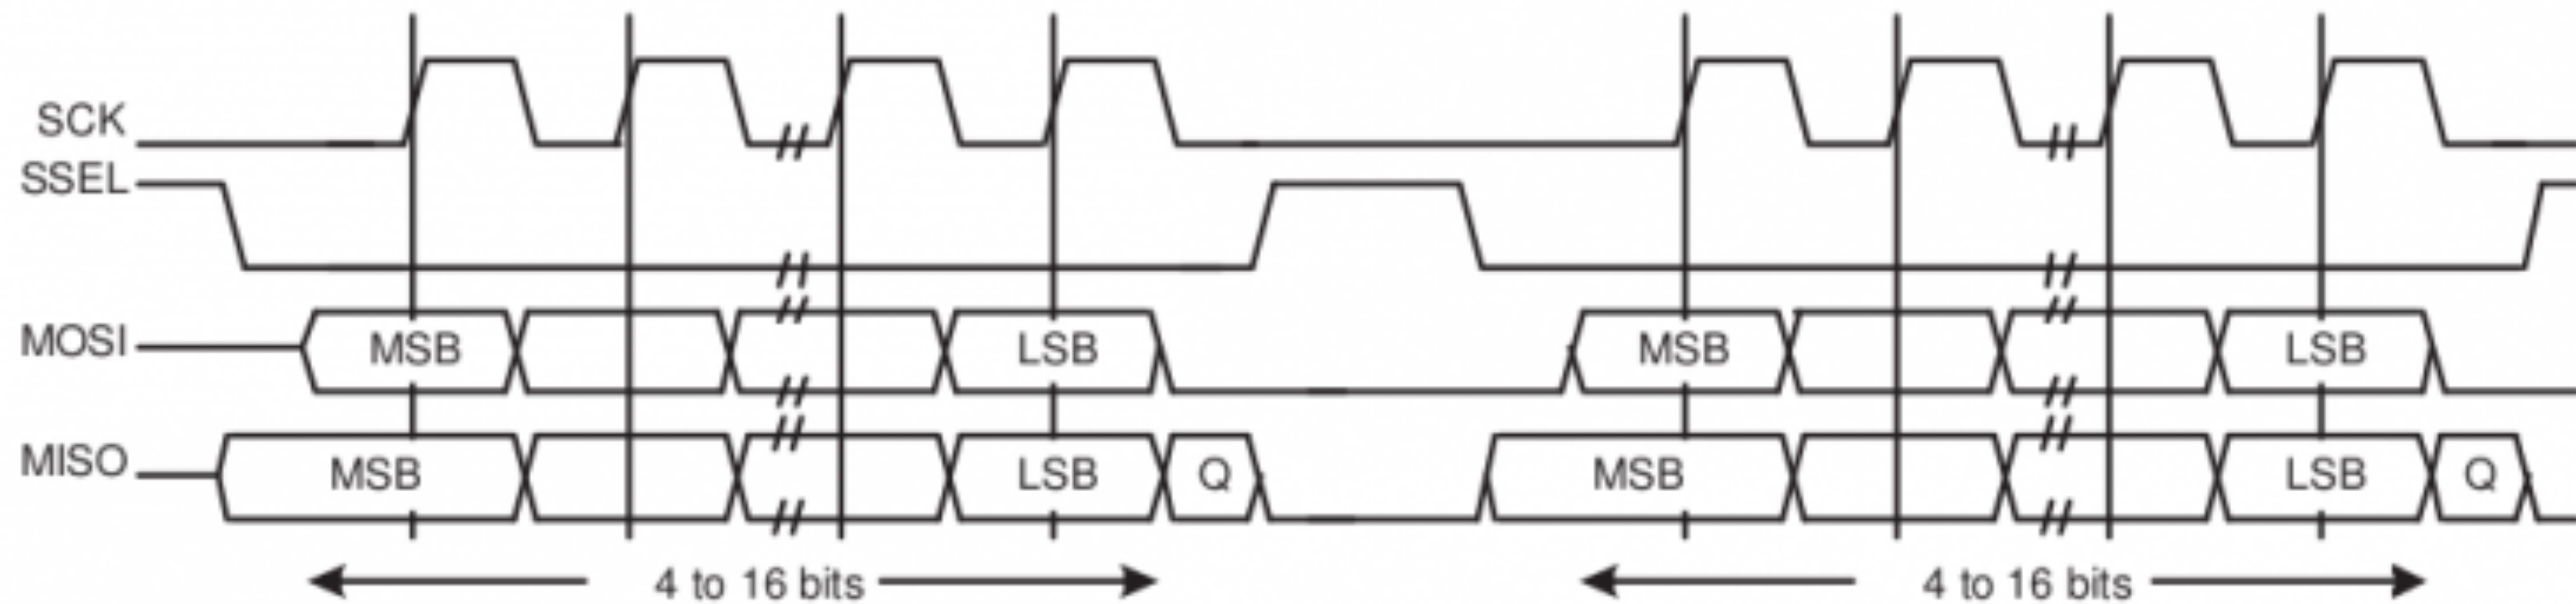 SCK
SSEL
MOSI MSB LSB MSB LSB
MISO MSB LSB Q MSB LSB Q
4 to 16 bits 4 to 16 bits